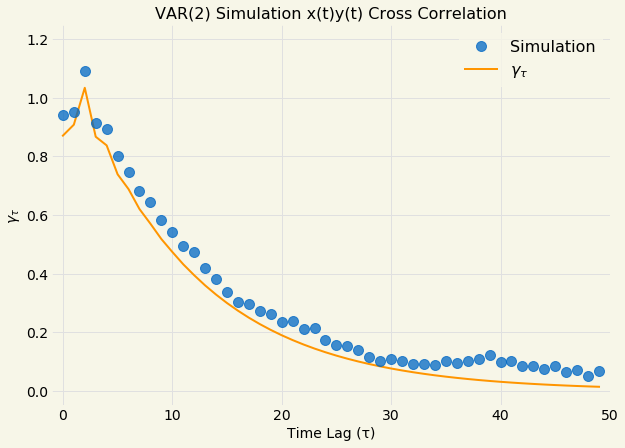 VAR(2) Simulation x(t)y(t) Cross Correlation
1.2
1.0
0.8
0.6
0.4
0.2
0.0
γτ
Simulation
γτ
0 10 20 30 40 50
Time Lag (τ)